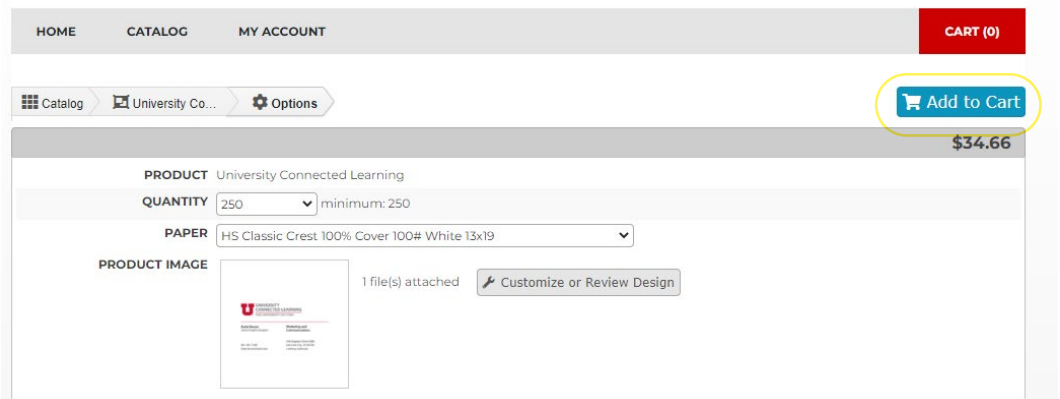 HOME CATALOG MY ACCOUNT CART (0)
Catalog University Co... Options Add to Cart
$34.66
PRODUCT University Connected Learning
QUANTITY 250 minimum: 250
PAPER HS Classic Crest 100% Cover 100# White 13x19
PRODUCT IMAGE
1 file(s) attached Customize or Review Design
UNIVERSITY
CONNECTED LEARNING